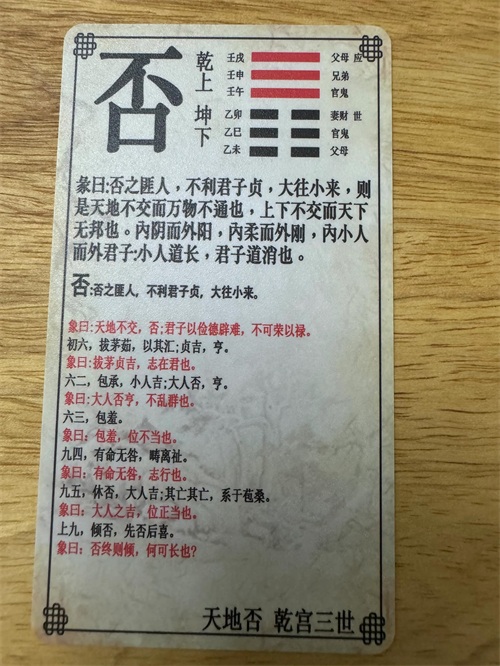 否
乾上 坤下
壬戌 父母 应
壬申 兄弟
壬午 官鬼
乙卯 妻财 世
乙巳 官鬼
乙未 父母
彖曰:否之匪人，不利君子贞，大往小来，则
是天地不交而万物不通也，上下不交而天下
无邦也。内阴而外阳，内柔而外刚，内小人
而外君子:小人道长，君子道消也。
否:否之匪人，不利君子贞，大往小来。
象曰:天地不交，否;君子以俭德辟难，不可荣以禄。
初六，拔茅茹，以其汇;贞吉，亨。
象曰:拔茅贞吉，志在君也。
六二，包承，小人吉;大人否，亨。
象曰:大人否亨，不乱群也。
六三，包羞。
象曰：包羞，位不当也。
九四，有命无咎，畴离祉。
象曰：有命无咎，志行也。
九五，休否，大人吉;其亡其亡，系于苞桑。
象曰：大人之吉，位正当也。
上九，倾否，先否后喜。
象曰：否终则倾，何可长也?
天地否 乾宫三世